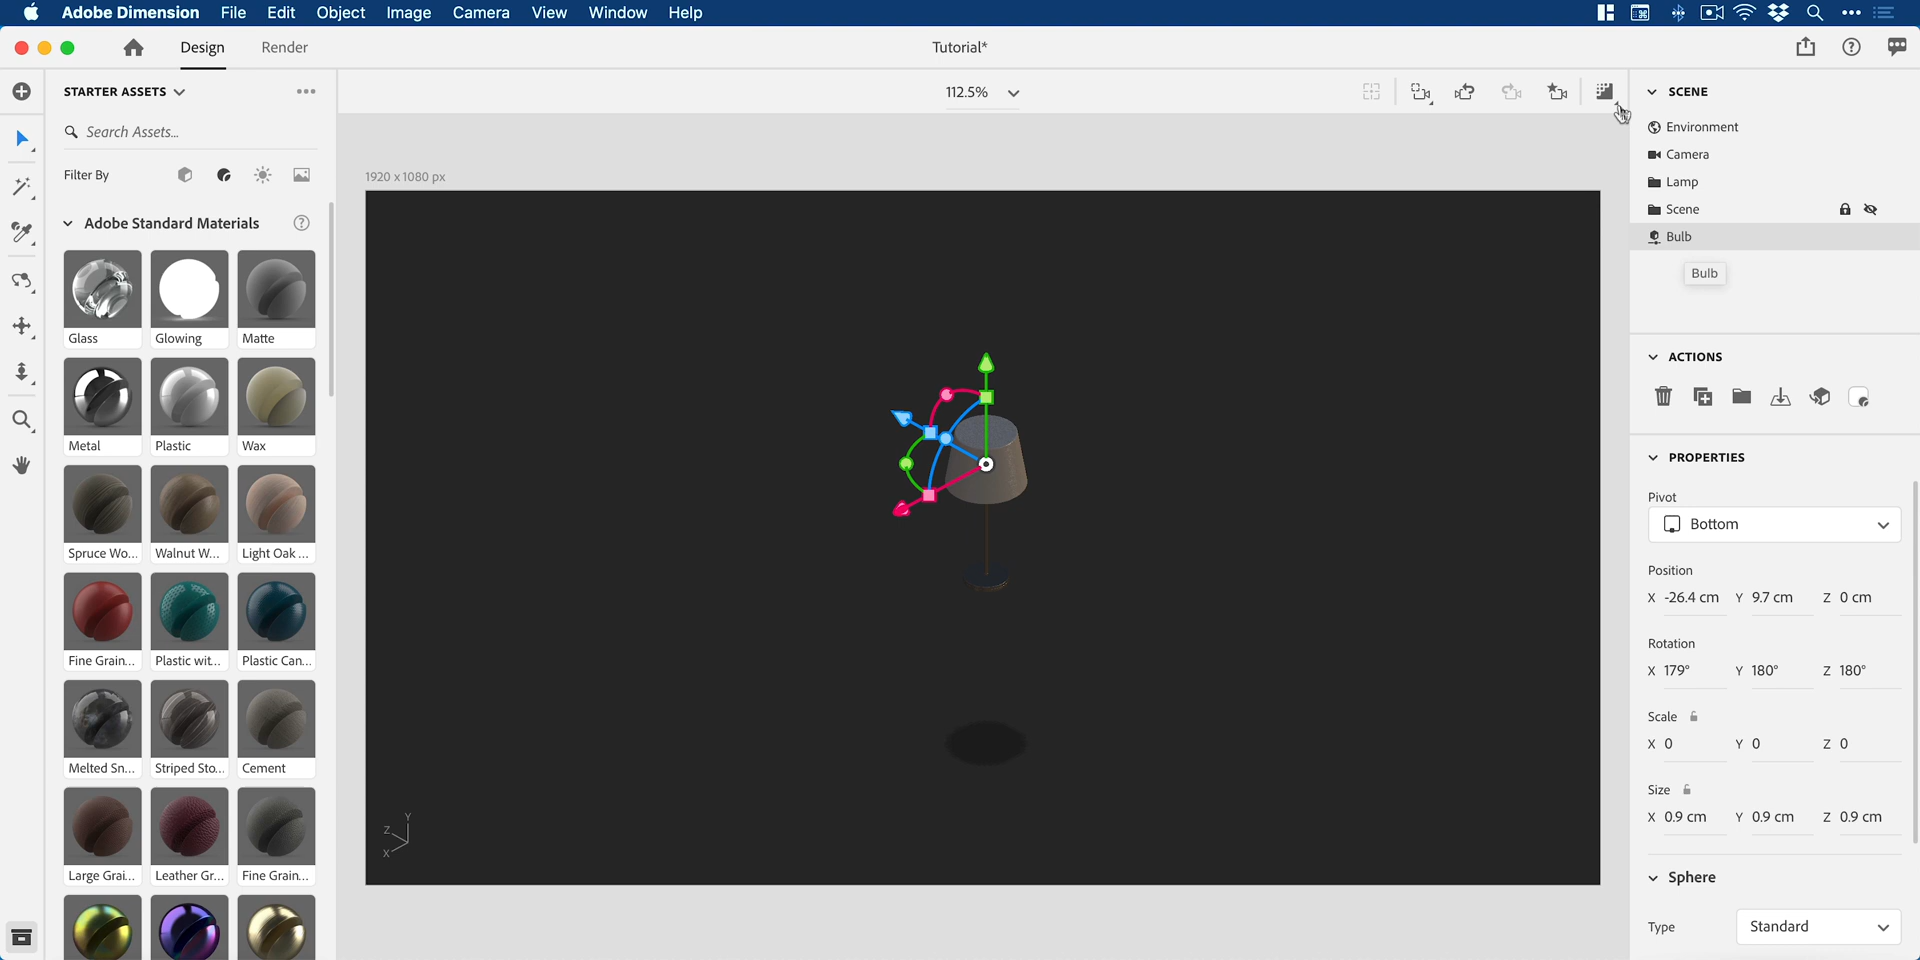 Adobe Dimension File Edit Object Image Camera View Window Help
Design Render Tutorial*
STARTER ASSETS
112.5%
SCENE
Search Assets...
Environment
Camera
Filter By
1920 x 1080 px
Lamp
Scene
Adobe Standard Materials
Bulb
Bulb
Glass Glowing Matte
ACTIONS
Metal Plastic Wax
PROPERTIES
Pivot
Bottom
Spruce Wo... Walnut W... Light Oak ...
Position
X -26.4 cm Y 9.7 cm Z 0 cm
Rotation
Fine Grain... Plastic wit... Plastic Can...
X 179° Y 180° Z 180°
Scale
X 0 Y 0 Z 0
Melted Sn... Striped Sto... Cement
Size
X 0.9 cm Y 0.9 cm Z 0.9 cm
Y
Z
X
Large Grai... Leather Gr... Fine Grain...
Sphere
Type Standard